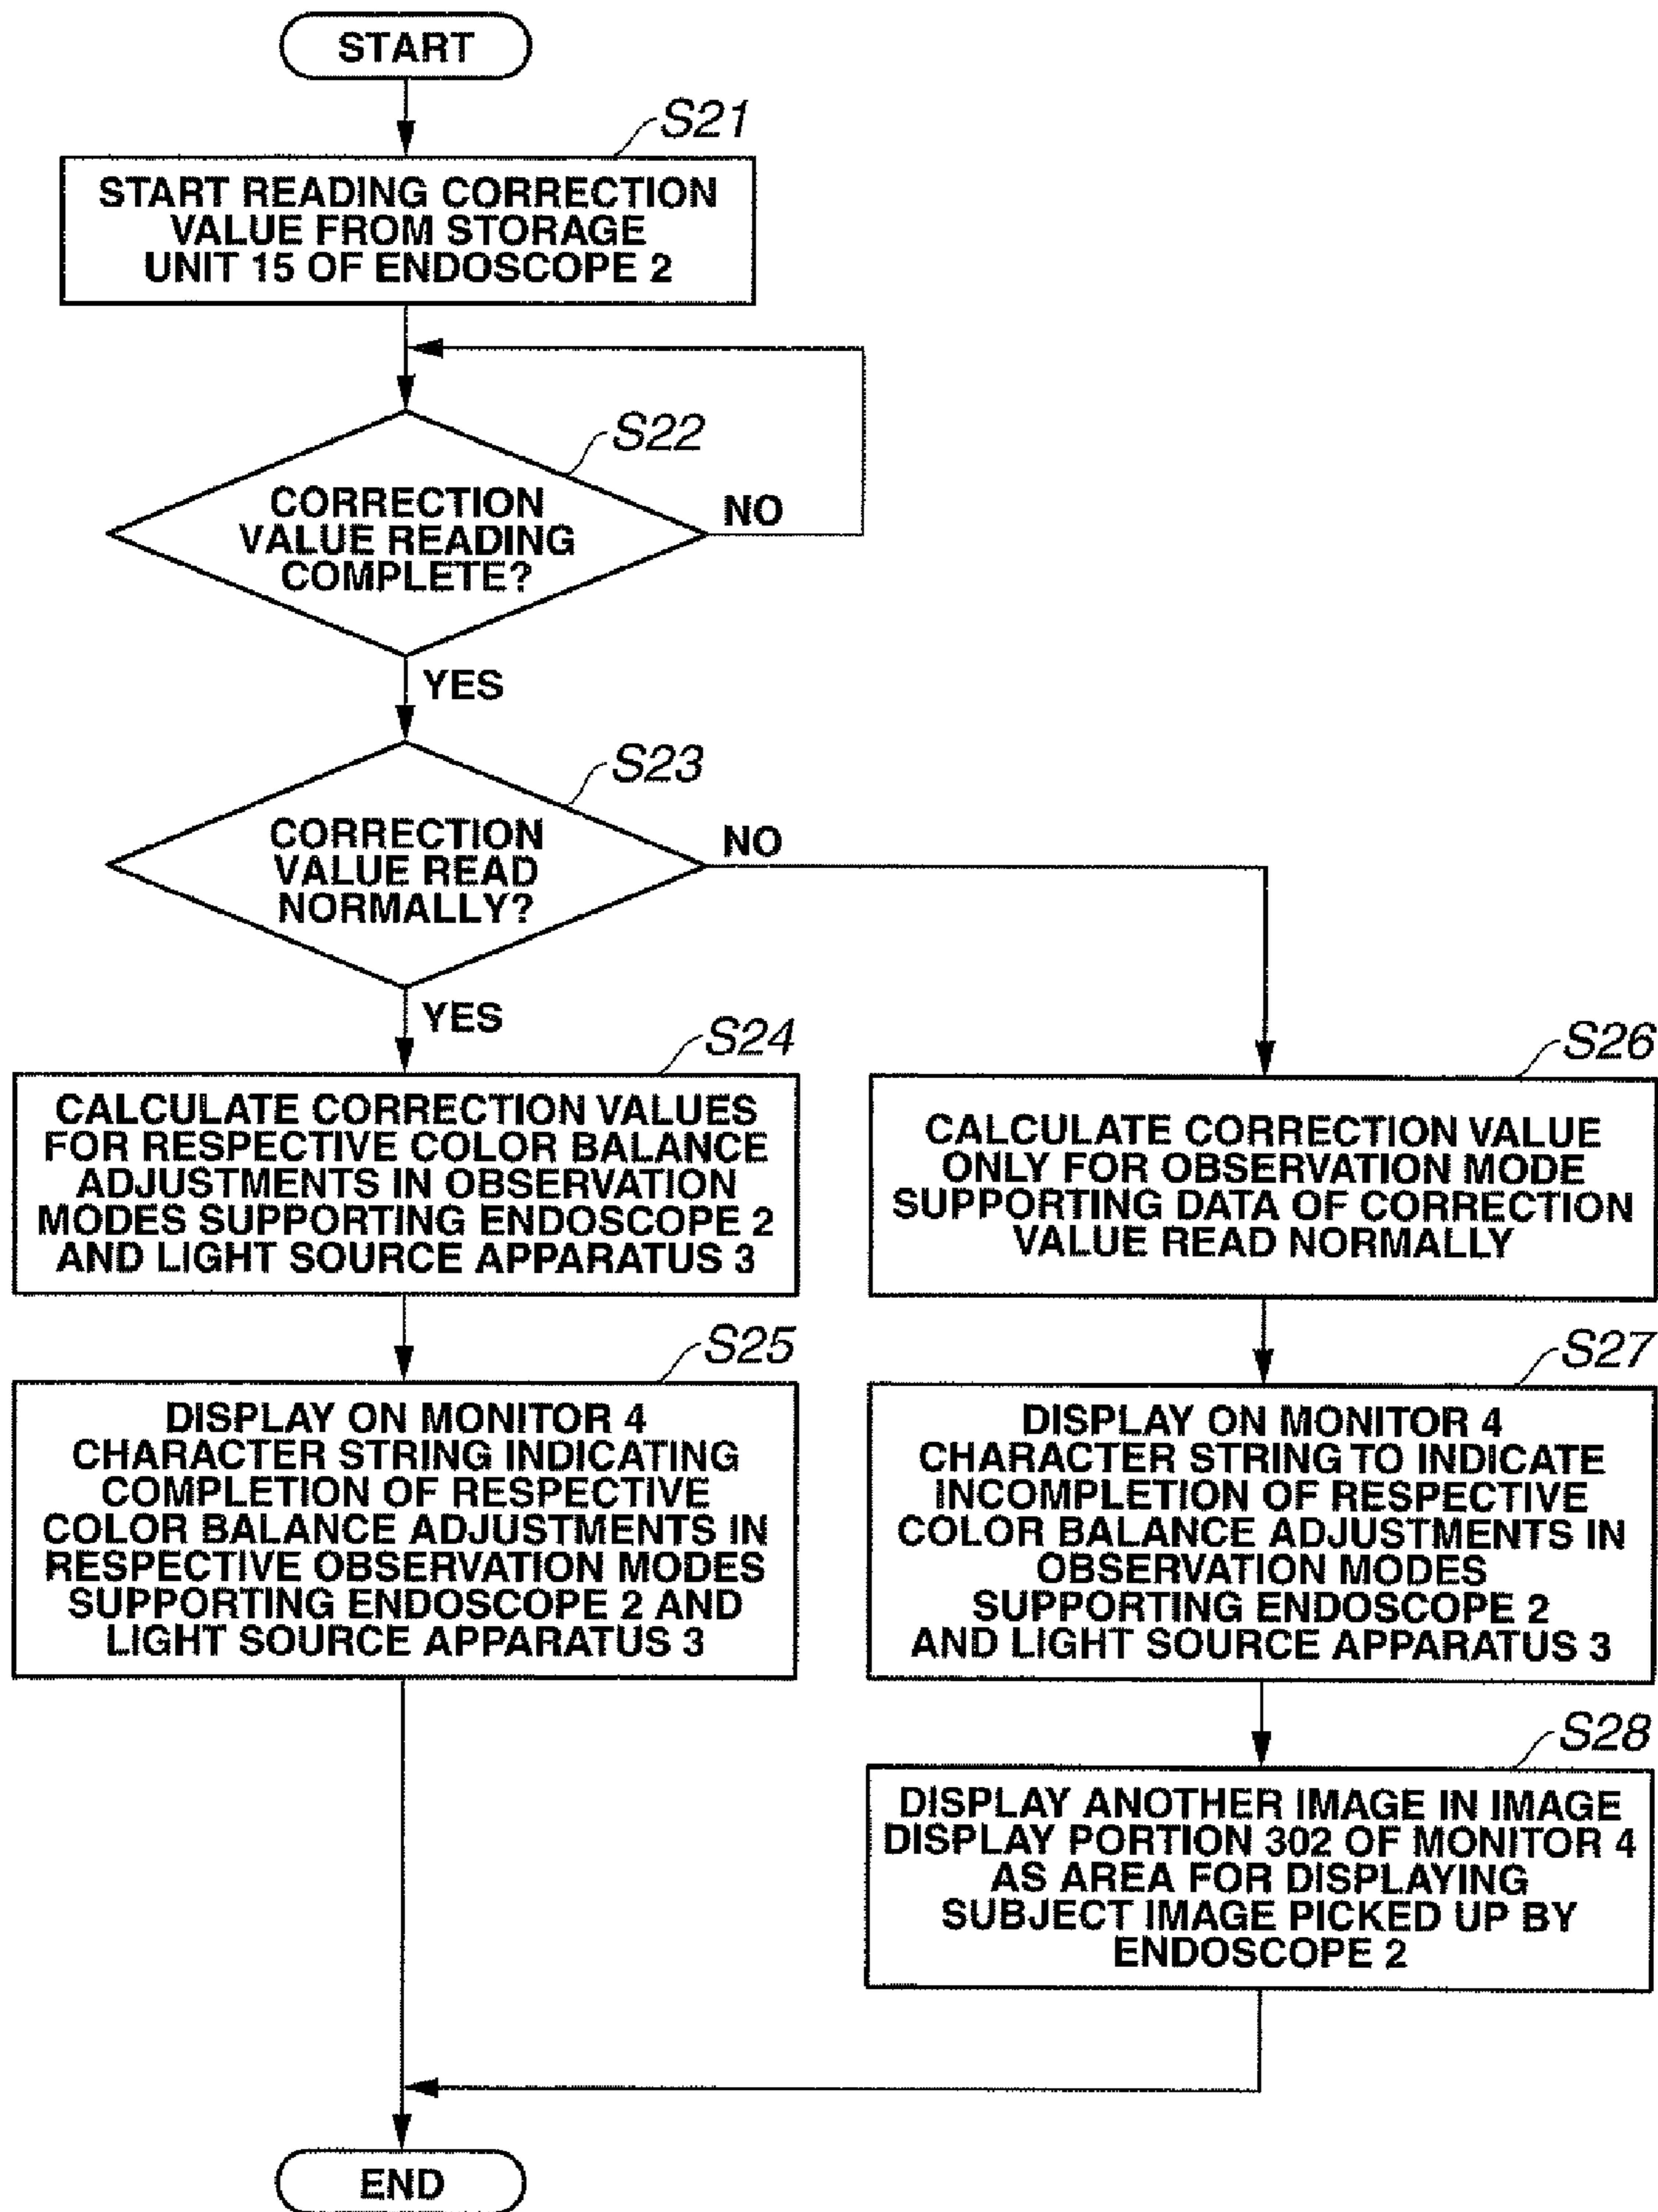 START
S21
START READING CORRECTION
VALUE FROM STORAGE
UNIT 15 OF ENDOSCOPE 2
S22
CORRECTION
VALUE READING
COMPLETE?
NO
YES
S23
CORRECTION
VALUE READ
NORMALLY?
NO
YES
S24
CALCULATE CORRECTION VALUES
FOR RESPECTIVE COLOR BALANCE
ADJUSTMENTS IN OBSERVATION
MODES SUPPORTING ENDOSCOPE 2
AND LIGHT SOURCE APPARATUS 3
S26
CALCULATE CORRECTION VALUE
ONLY FOR OBSERVATION MODE
SUPPORTING DATA OF CORRECTION
VALUE READ NORMALLY
S25
DISPLAY ON MONITOR 4
CHARACTER STRING INDICATING
COMPLETION OF RESPECTIVE
COLOR BALANCE ADJUSTMENTS IN
RESPECTIVE OBSERVATION MODES
SUPPORTING ENDOSCOPE 2 AND
LIGHT SOURCE APPARATUS 3
S27
DISPLAY ON MONITOR 4
CHARACTER STRING TO INDICATE
INCOMPLETION OF RESPECTIVE
COLOR BALANCE ADJUSTMENTS IN
OBSERVATION MODES
SUPPORTING ENDOSCOPE 2
AND LIGHT SOURCE APPARATUS 3
S28
DISPLAY ANOTHER IMAGE IN IMAGE
DISPLAY PORTION 302 OF MONITOR 4
AS AREA FOR DISPLAYING
SUBJECT IMAGE PICKED UP BY
ENDOSCOPE 2
END